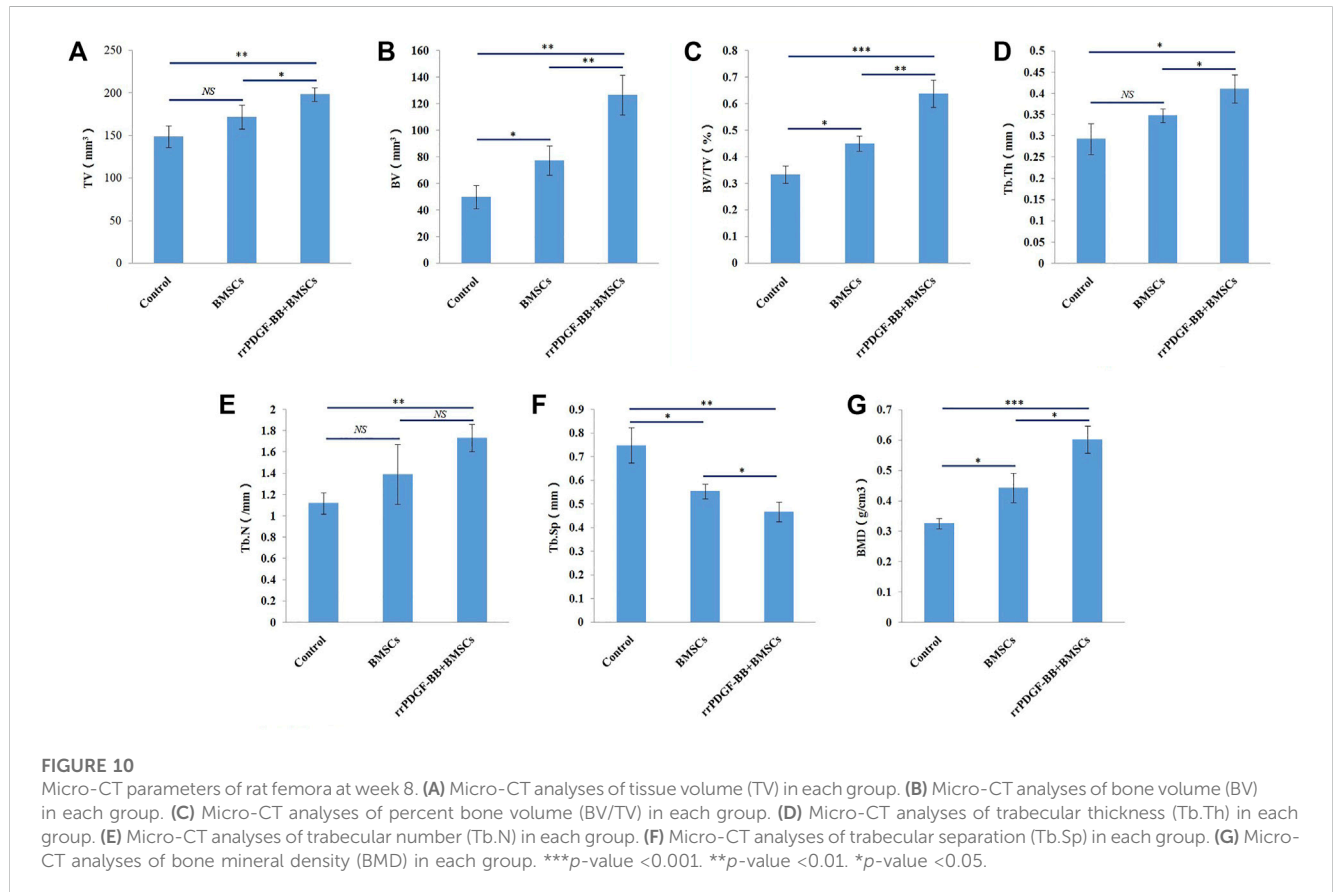 A
TV ( mm³ )
250
200
150
100
50
0
**
*
NS
Control
BMSCs
rrPDGF-BB+BMSCs
B
BV ( mm³ )
160
140
120
100
80
60
40
20
0
**
**
*
Control
BMSCs
rrPDGF-BB+BMSCs
C
BV/TV ( % )
0.8
0.7
0.6
0.5
0.4
0.3
0.2
0.1
0
***
**
*
Control
BMSCs
rrPDGF-BB+BMSCs
D
Tb.Th ( mm )
0.5
0.45
0.4
0.35
0.3
0.25
0.2
0.15
0.1
0.05
0
*
*
NS
Control
BMSCs
rrPDGF-BB+BMSCs
E
Tb.N ( /mm )
2
1.8
1.6
1.4
1.2
1
0.8
0.6
0.4
0.2
0
**
NS
NS
Control
BMSCs
rrPDGF-BB+BMSCs
F
Tb.Sp ( mm )
0.9
0.8
0.7
0.6
0.5
0.4
0.3
0.2
0.1
0
**
*
*
Control
BMSCs
rrPDGF-BB+BMSCs
G
BMD ( g/cm3 )
0.7
0.6
0.5
0.4
0.3
0.2
0.1
0
***
*
*
Control
BMSCs
rrPDGF-BB+BMSCs
FIGURE 10
Micro-CT parameters of rat femora at week 8. (A) Micro-CT analyses of tissue volume (TV) in each group. (B) Micro-CT analyses of bone volume (BV)
in each group. (C) Micro-CT analyses of percent bone volume (BV/TV) in each group. (D) Micro-CT analyses of trabecular thickness (Tb.Th) in each
group. (E) Micro-CT analyses of trabecular number (Tb.N) in each group. (F) Micro-CT analyses of trabecular separation (Tb.Sp) in each group. (G) Micro-
CT analyses of bone mineral density (BMD) in each group. ***p-value <0.001. **p-value <0.01. *p-value <0.05.